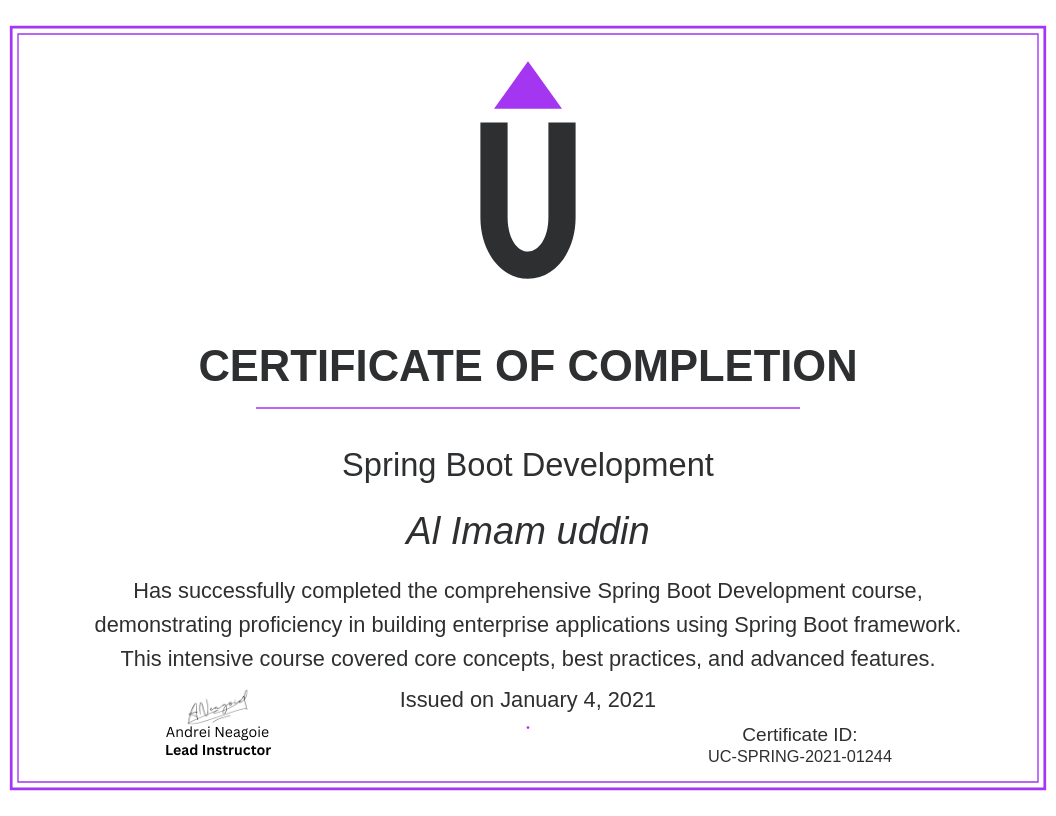 CERTIFICATE OF COMPLETION
Spring Boot Development
Al Imam uddin
Has successfully completed the comprehensive Spring Boot Development course,
demonstrating proficiency in building enterprise applications using Spring Boot framework.
This intensive course covered core concepts, best practices, and advanced features.
Issued on January 4, 2021
ANeagoie
Andrei Neagoie
Lead Instructor
Certificate ID:
UC-SPRING-2021-01244